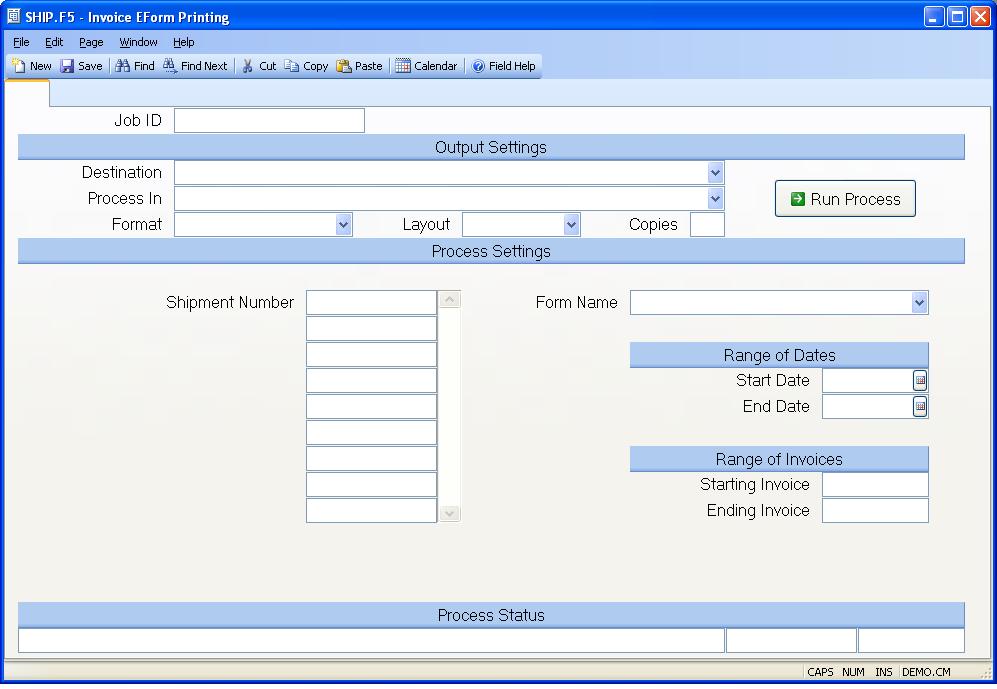 SHIP.F5 - Invoice EForm Printing
File Edit Page Window Help
New Save Find Find Next Cut Copy Paste Calendar Field Help
Job ID
Output Settings
Destination
Process In
Run Process
Format Layout Copies
Process Settings
Shipment Number Form Name
Range of Dates
Start Date
End Date
Range of Invoices
Starting Invoice
Ending Invoice
Process Status
CAPS NUM INS DEMO.CM